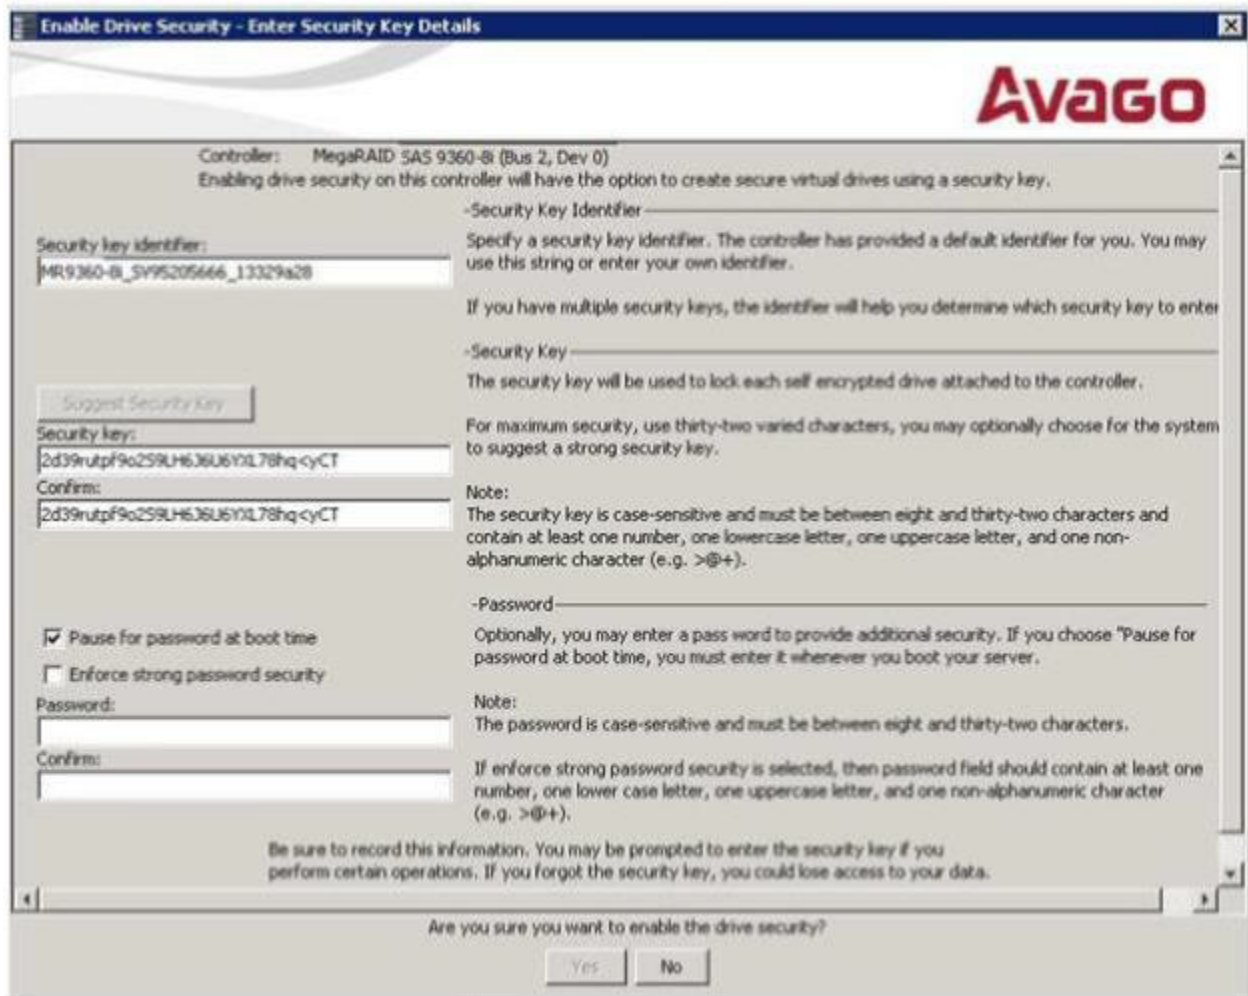 Enable Drive Security - Enter Security Key Details
AVAGO
Controller: MegaRAID SAS 9360-8i (Bus 2, Dev 0)
Enabling drive security on this controller will have the option to create secure virtual drives using a security key.
Security Key Identifier
Security key identifier:
MR9360-8i_SV95205666_13329a28
Specify a security key identifier. The controller has provided a default identifier for you. You may
use this string or enter your own identifier.
If you have multiple security keys, the identifier will help you determine which security key to enter
Security Key
The security key will be used to lock each self encrypted drive attached to the controller.
Suggest Security Key
For maximum security, use thirty-two varied characters, you may optionally choose for the system
to suggest a strong security key.
Security key:
Confirm:
Note:
The security key is case-sensitive and must be between eight and thirty-two characters and
contain at least one number, one lowercase letter, one uppercase letter, and one non-
alphanumeric character (e.g. >@+).
Password
Pause for password at boot time
Enforce strong password security
Optionally, you may enter a pass word to provide additional security. If you choose "Pause for
password at boot time, you must enter it whenever you boot your server.
Password:
Note:
The password is case-sensitive and must be between eight and thirty-two characters.
Confirm:
If enforce strong password security is selected, then password field should contain at least one
number, one lower case letter, one uppercase letter, and one non-alphanumeric character
(e.g. >@+).
Be sure to record this information. You may be prompted to enter the security key if you
perform certain operations. If you forgot the security key, you could lose access to your data.
Are you sure you want to enable the drive security?
Yes No